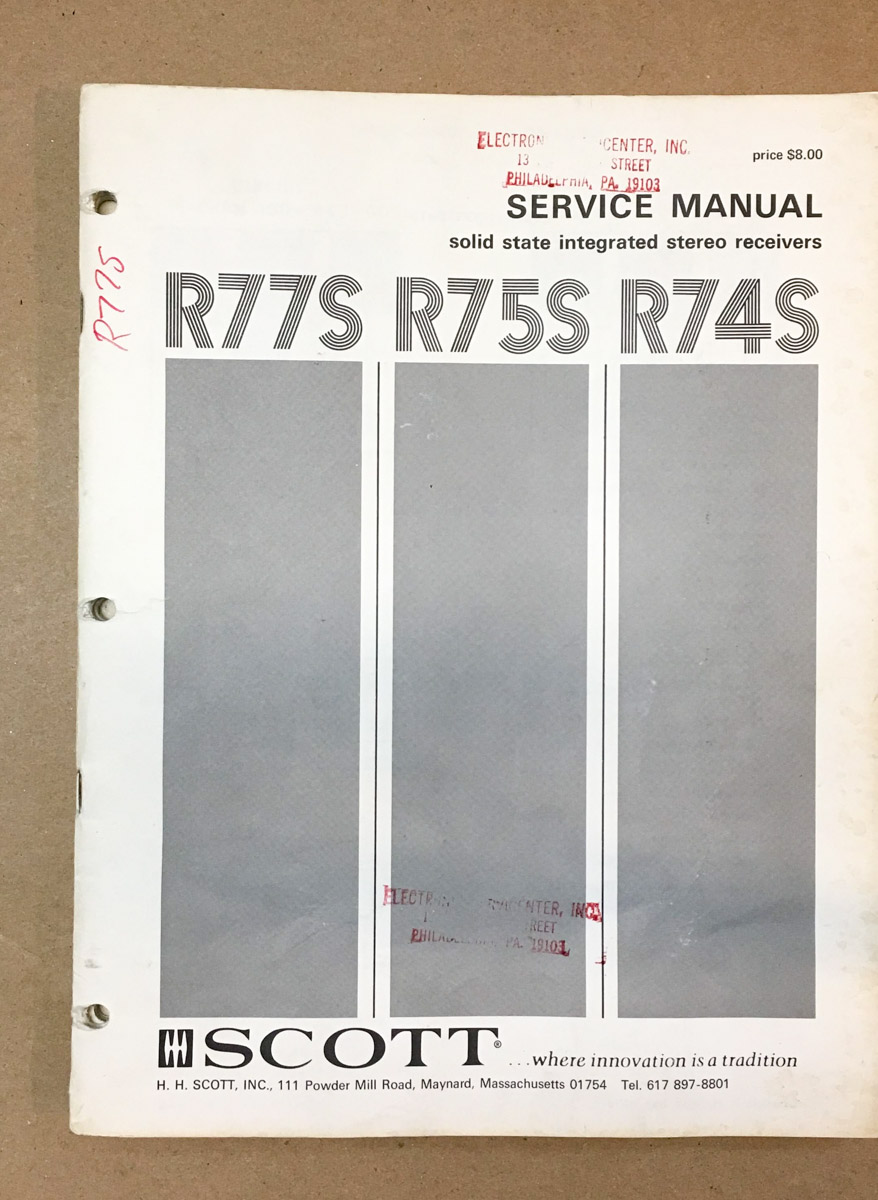 CENTER, INC.
price $8.00
13 STREET
PHILADELPHIA, PA. 19103
SERVICE MANUAL
solid state integrated stereo receivers
R77S
R77S R75S R74S
INC.
PA. 19103
SCOTT® ...where innovation is a tradition
H. H. SCOTT, INC., 111 Powder Mill Road, Maynard, Massachusetts 01754 Tel. 617 897-8801